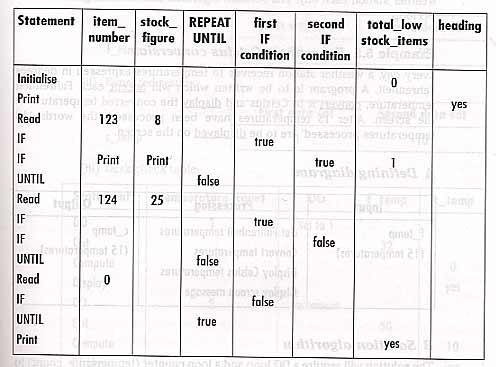 Statement item_ stock_ REPEAT first second total_low heading
number figure UNTIL IF IF stock_items
condition condition
Initialise 0
Print yes
Read 123 8
IF true
IF Print Print true 1
UNTIL false
Read 124 25
IF true
IF false
UNTIL false
Read 0
IF false
UNTIL true
Print yes